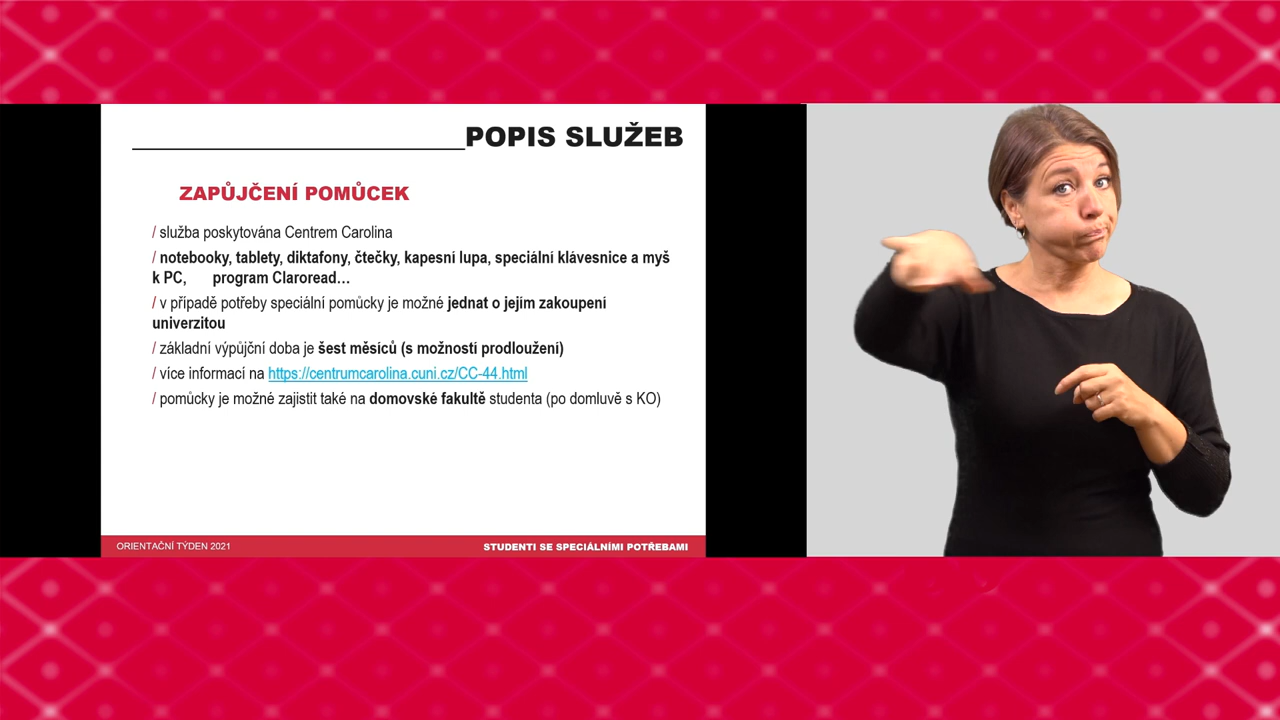 POPIS SLUŽEB
ZAPŮJČENÍ POMŮCEK
/ služba poskytována Centrem Carolina
/ notebooky, tablety, diktafony, čtečky, kapesní lupa, speciální klávesnice a myš
k PC, program Claroread…
/ v případě potřeby speciální pomůcky je možné jednat o jejím zakoupení
univerzitou
/ základní výpůjční doba je šest měsíců (s možností prodloužení)
/ více informací na https://centrumcarolina.cuni.cz/CC-44.html
/ pomůcky je možné zajistit také na domovské fakultě studenta (po domluvě s KO)
ORIENTAČNÍ TÝDEN 2021
STUDENTI SE SPECIÁLNÍMI POTŘEBAMI